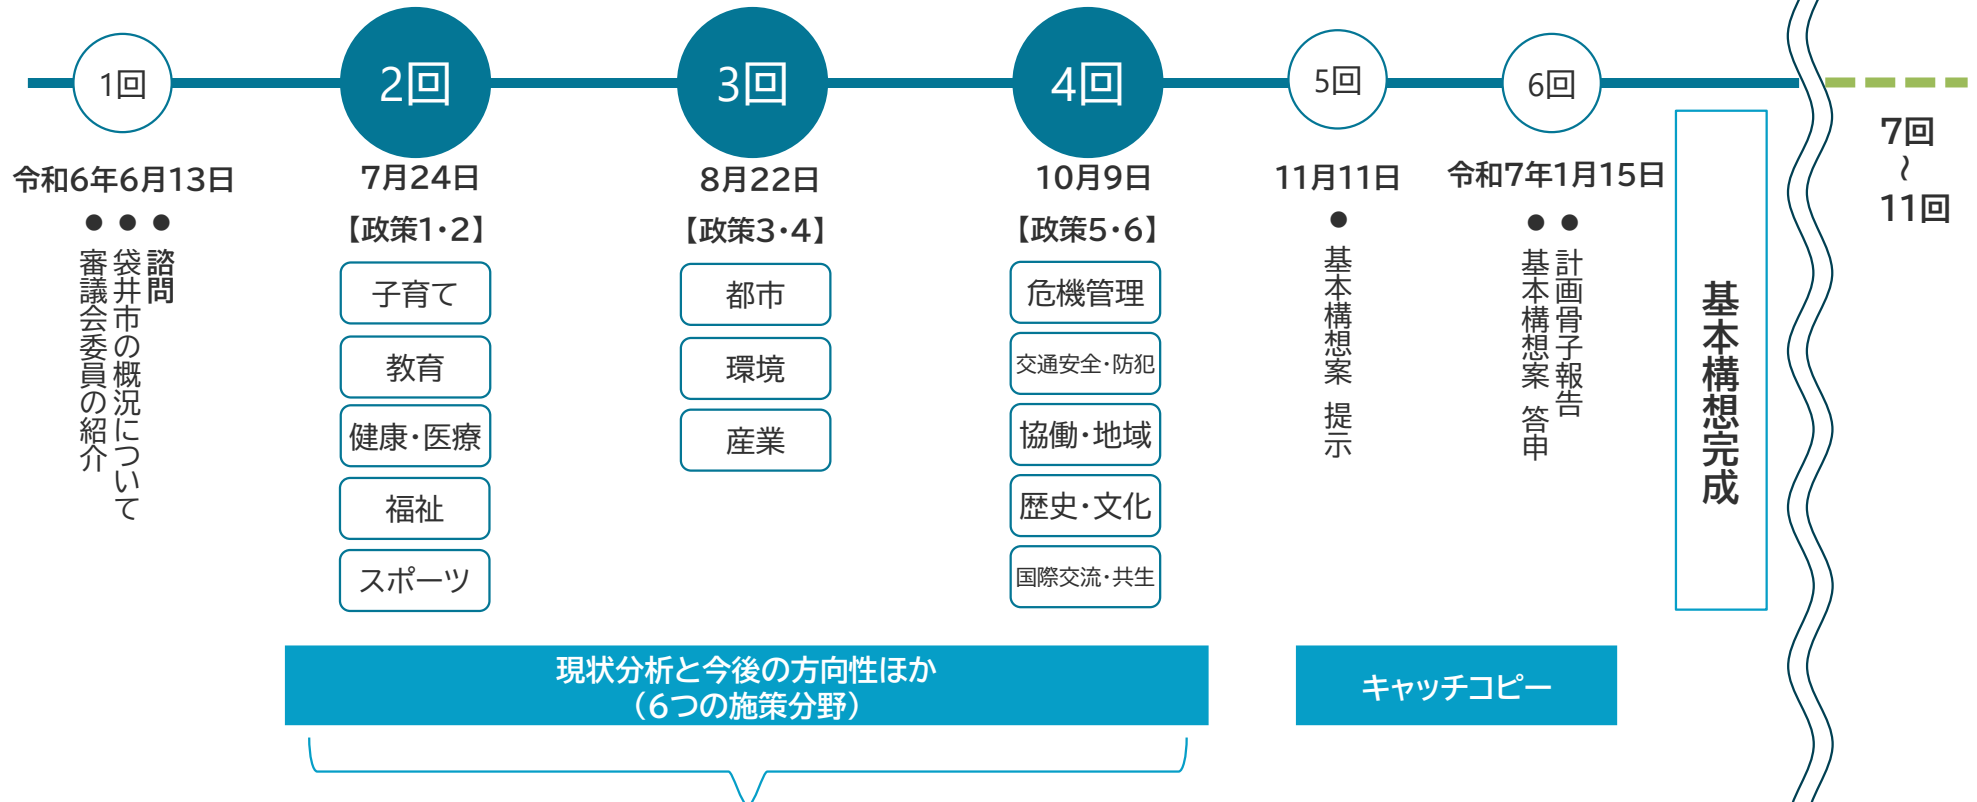 1回
2回
3回
4回
5回
6回
7回
～
11回
令和6年6月13日
7月24日
8月22日
10月9日
11月11日
令和7年1月15日
●諮問
●袋井市の概況について
●審議会委員の紹介
【政策1・2】
子育て
教育
健康・医療
福祉
スポーツ
【政策3・4】
都市
環境
産業
【政策5・6】
危機管理
交通安全・防犯
協働・地域
歴史・文化
国際交流・共生
●基本構想案 提示
●計画骨子報告
●基本構想案 答申
基本構想完成
現状分析と今後の方向性ほか
（6つの施策分野）
キャッチコピー